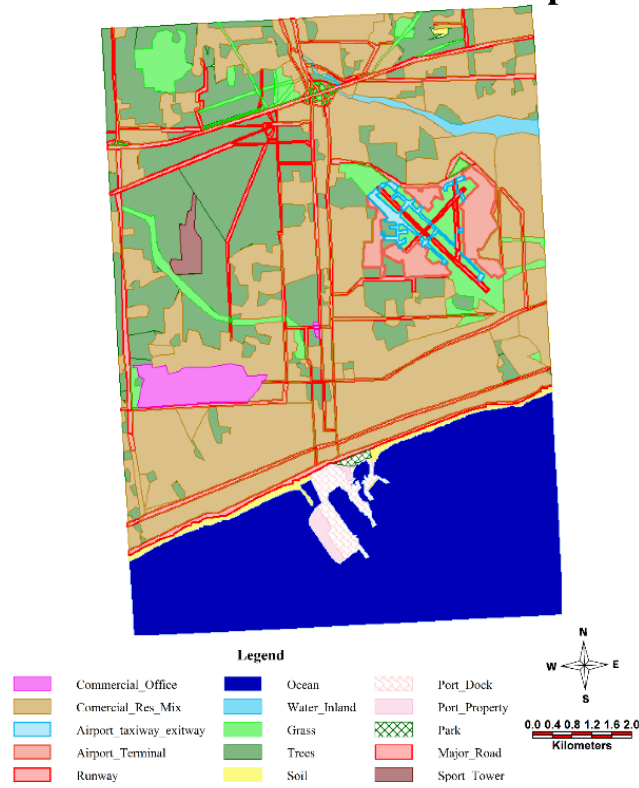 Legend
Commercial_Office
Ocean
Port_Dock
Comercial_Res_Mix
Water_Inland
Port_Property
Airport_taxiway_exitway
Grass
Park
Airport_Terminal
Trees
Major_Road
Runway
Soil
Sport_Tower
N
W E
S
0.0 0.4 0.8 1.2 1.6 2.0
Kilometers